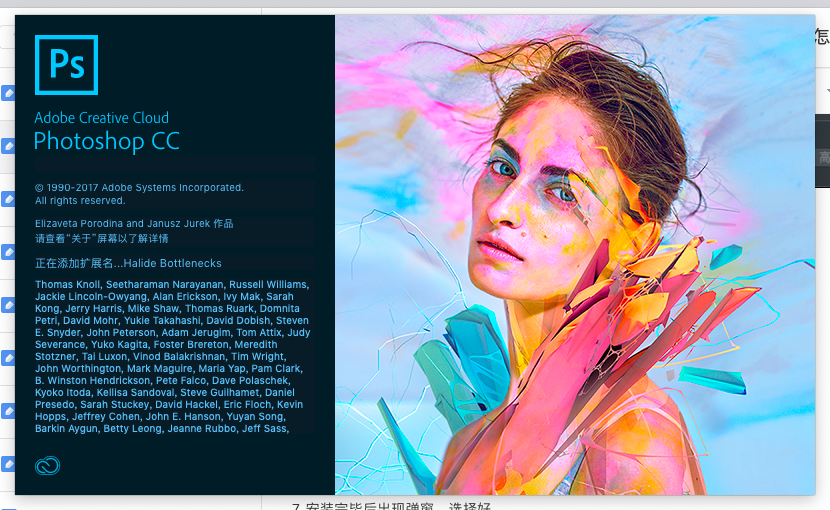 怎
Ps
Adobe Creative Cloud
Photoshop CC
© 1990-2017 Adobe Systems Incorporated.
All rights reserved.
Elizaveta Porodina and Janusz Jurek 作品
请查看“关于”屏幕以了解详情
正在添加扩展名...Halide Bottlenecks
Thomas Knoll, Seetharaman Narayanan, Russell Williams,
Jackie Lincoln-Owyang, Alan Erickson, Ivy Mak, Sarah
Kong, Jerry Harris, Mike Shaw, Thomas Ruark, Domnita
Petri, David Mohr, Yukie Takahashi, David Dobish, Steven
E. Snyder, John Peterson, Adam Jerugim, Tom Attix, Judy
Severance, Yuko Kagita, Foster Brereton, Meredith
Stotzner, Tai Luxon, Vinod Balakrishnan, Tim Wright,
John Worthington, Mark Maguire, Maria Yap, Pam Clark,
B. Winston Hendrickson, Pete Falco, Dave Polaschek,
Kyoko Itoda, Kellisa Sandoval, Steve Guilhamet, Daniel
Presedo, Sarah Stuckey, David Hackel, Eric Floch, Kevin
Hopps, Jeffrey Cohen, John E. Hanson, Yuyan Song,
Barkin Aygun, Betty Leong, Jeanne Rubbo, Jeff Sass,
高
7. 安装完毕后出现弹窗，选择好